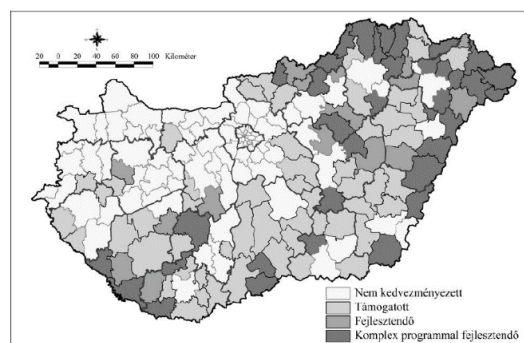 20 0 20 40 60 80 100 Kilométer
Nem kedvezményezett
Támogatott
Fejlesztendő
Komplex programmal fejlesztendő